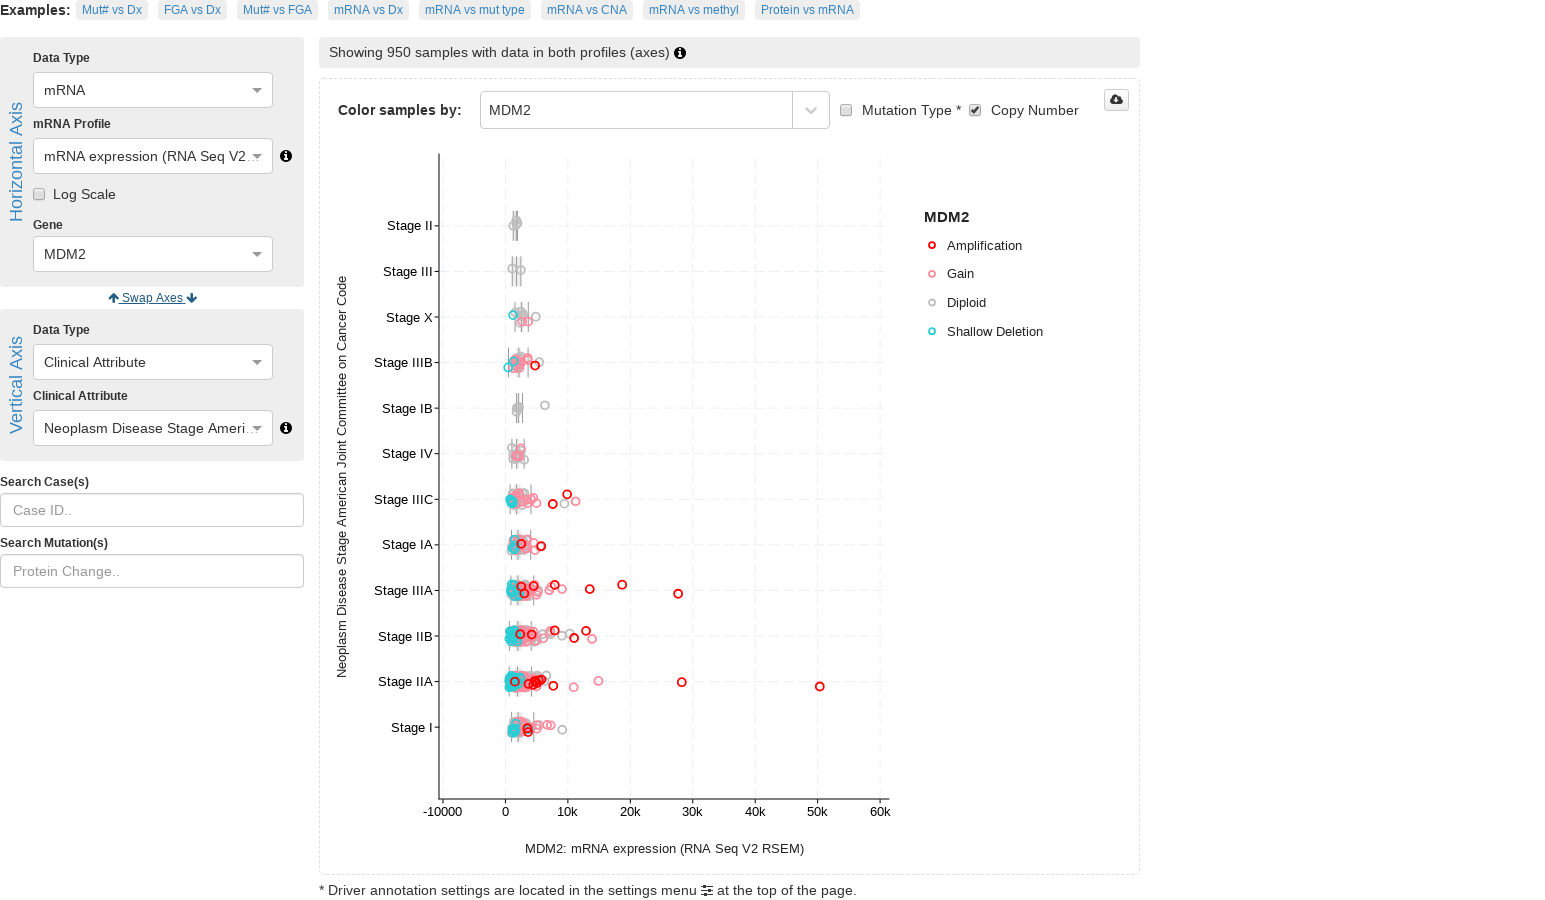 Examples: Mut# vs Dx FGA vs Dx Mut# vs FGA mRNA vs Dx mRNA vs mut type mRNA vs CNA mRNA vs methyl Protein vs mRNA
Horizontal Axis
Data Type
mRNA
mRNA Profile
mRNA expression (RNA Seq V2...
Log Scale
Gene
MDM2
Swap Axes
Vertical Axis
Data Type
Clinical Attribute
Clinical Attribute
Neoplasm Disease Stage Ameri...
Search Case(s)
Case ID..
Search Mutation(s)
Protein Change..
Showing 950 samples with data in both profiles (axes)
Color samples by: MDM2 Mutation Type * Copy Number
Neoplasm Disease Stage American Joint Committee on Cancer Code
Stage II
Stage III
Stage X
Stage IIIB
Stage IB
Stage IV
Stage IIIC
Stage IA
Stage IIIA
Stage IIB
Stage IIA
Stage I
-10000 0 10k 20k 30k 40k 50k 60k
MDM2: mRNA expression (RNA Seq V2 RSEM)
MDM2
Amplification
Gain
Diploid
Shallow Deletion
* Driver annotation settings are located in the settings menu at the top of the page.